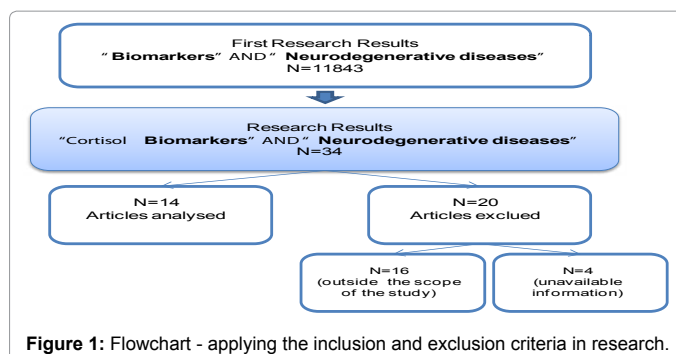 First Research Results
“Biomarkers” AND“ Neurodegenerative diseases”
N=11843
Research Results
“Cortisol Biomarkers” AND“ Neurodegenerative diseases”
N=34
N=14
Articles analysed
N=20
Articles exclued
N=16
(outside the scope
of the study)
N=4
(unavailable
information)
Figure 1: Flowchart - applying the inclusion and exclusion criteria in research.